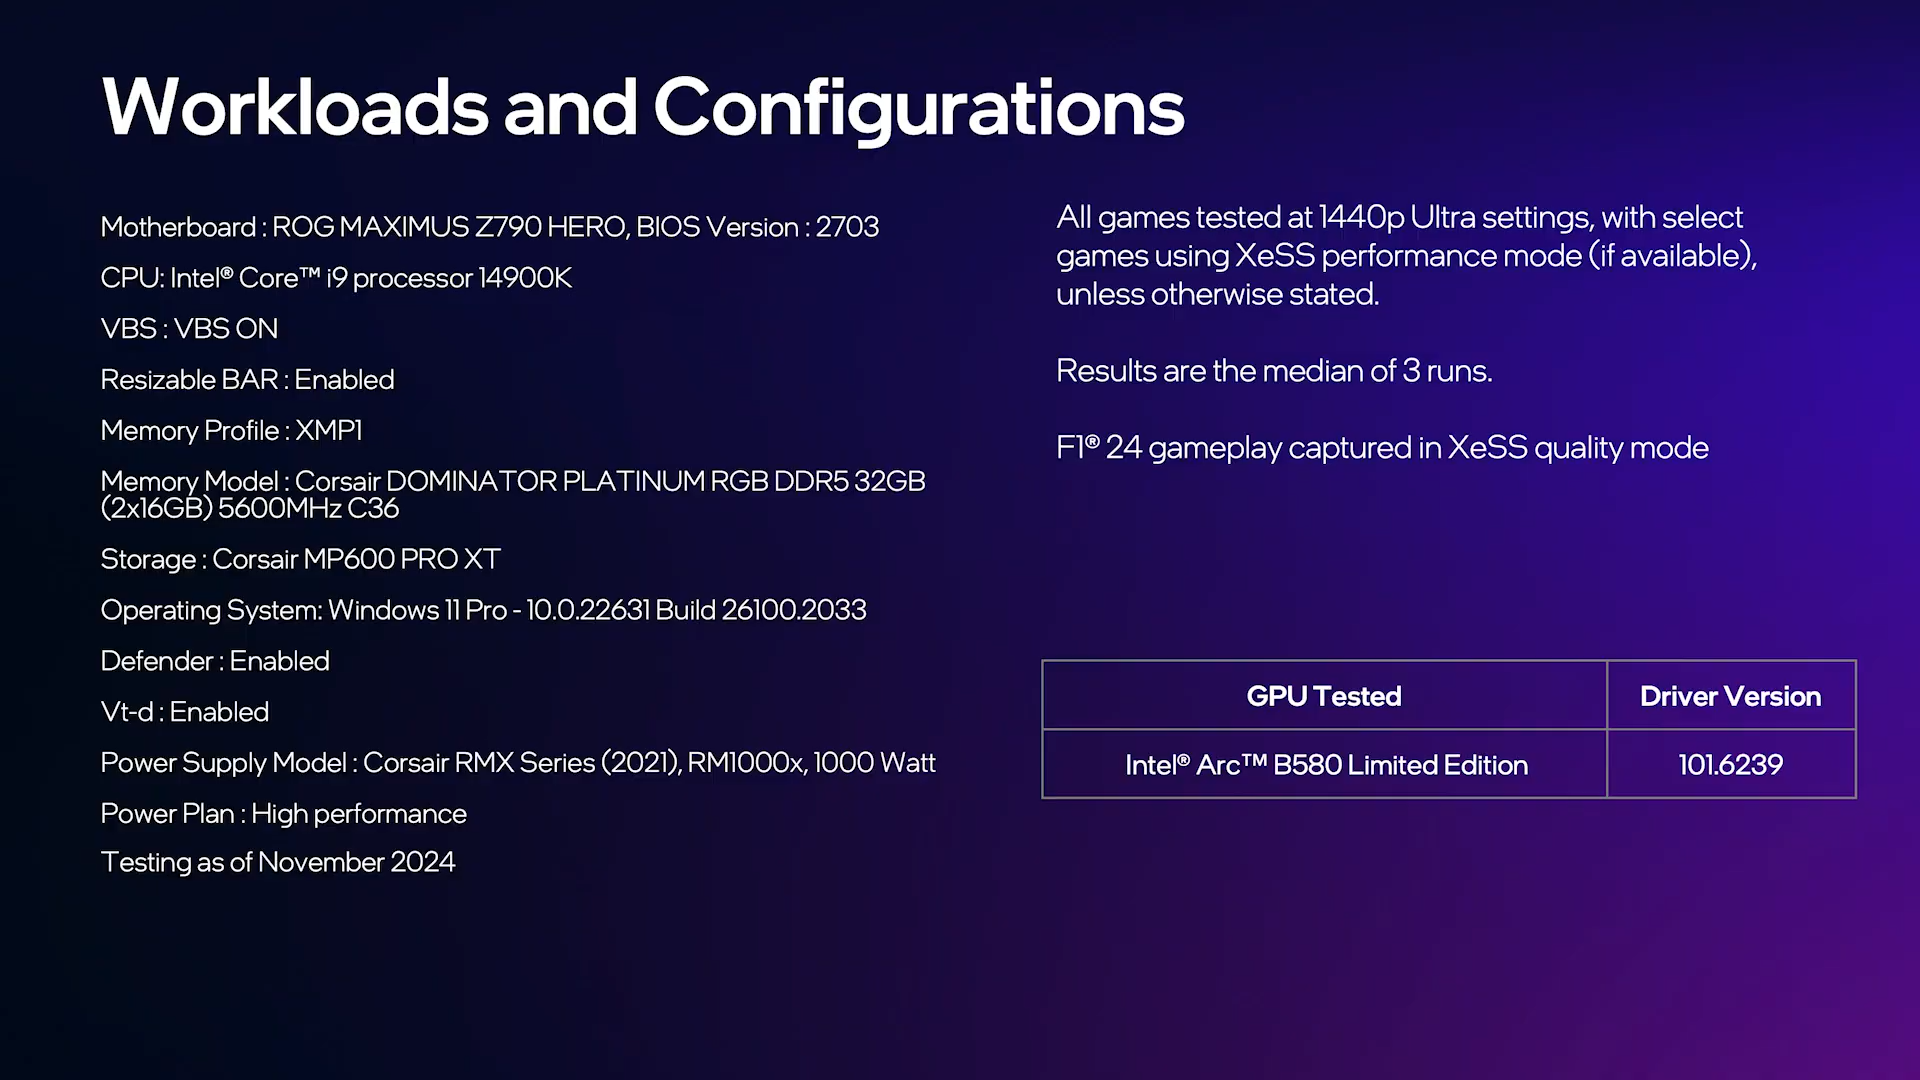 Workloads and Configurations
Motherboard : ROG MAXIMUS Z790 HERO, BIOS Version : 2703
CPU: Intel® Core™ i9 processor 14900K
VBS : VBS ON
Resizable BAR : Enabled
Memory Profile : XMP1
Memory Model : Corsair DOMINATOR PLATINUM RGB DDR5 32GB
(2x16GB) 5600MHz C36
Storage : Corsair MP600 PRO XT
Operating System: Windows 11 Pro - 10.0.22631 Build 26100.2033
Defender : Enabled
Vt-d : Enabled
Power Supply Model : Corsair RMX Series (2021), RM1000x, 1000 Watt
Power Plan : High performance
Testing as of November 2024
All games tested at 1440p Ultra settings, with select
games using XeSS performance mode (if available),
unless otherwise stated.
Results are the median of 3 runs.
F1® 24 gameplay captured in XeSS quality mode
GPU Tested Driver Version
Intel® Arc™ B580 Limited Edition 101.6239